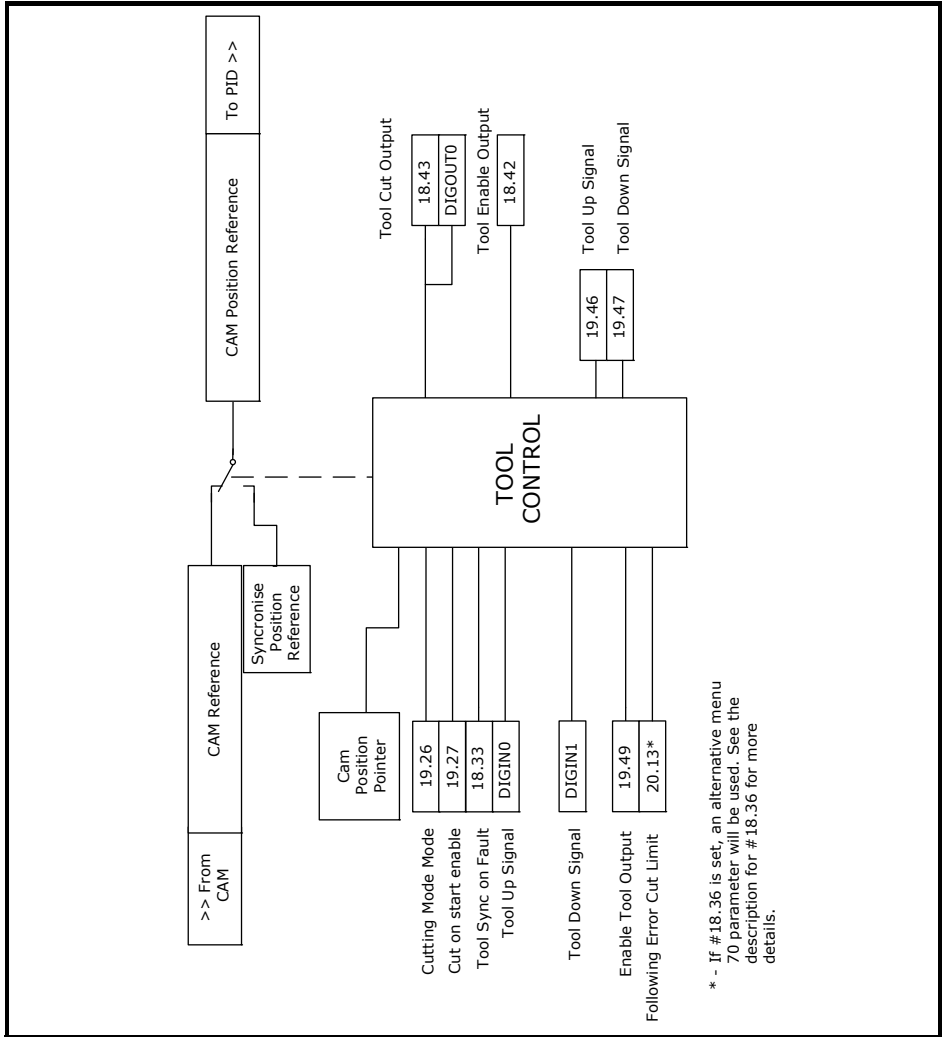 >> From
CAM
CAM Reference
Syncronise
Position
Reference
CAM Position Reference
To PID >>
Cam
Position
Pointer
Cutting Mode Mode
19.26
Cut on start enable
19.27
Tool Sync on Fault
18.33
Tool Up Signal
DIGIN0
Tool Down Signal
DIGIN1
Enable Tool Output
19.49
Following Error Cut Limit
20.13*
TOOL
CONTROL
Tool Cut Output
18.43
DIGOUT0
Tool Enable Output
18.42
19.46
Tool Up Signal
19.47
Tool Down Signal
* - If #18.36 is set, an alternative menu
70 parameter will be used. See the
description for #18.36 for more
details.